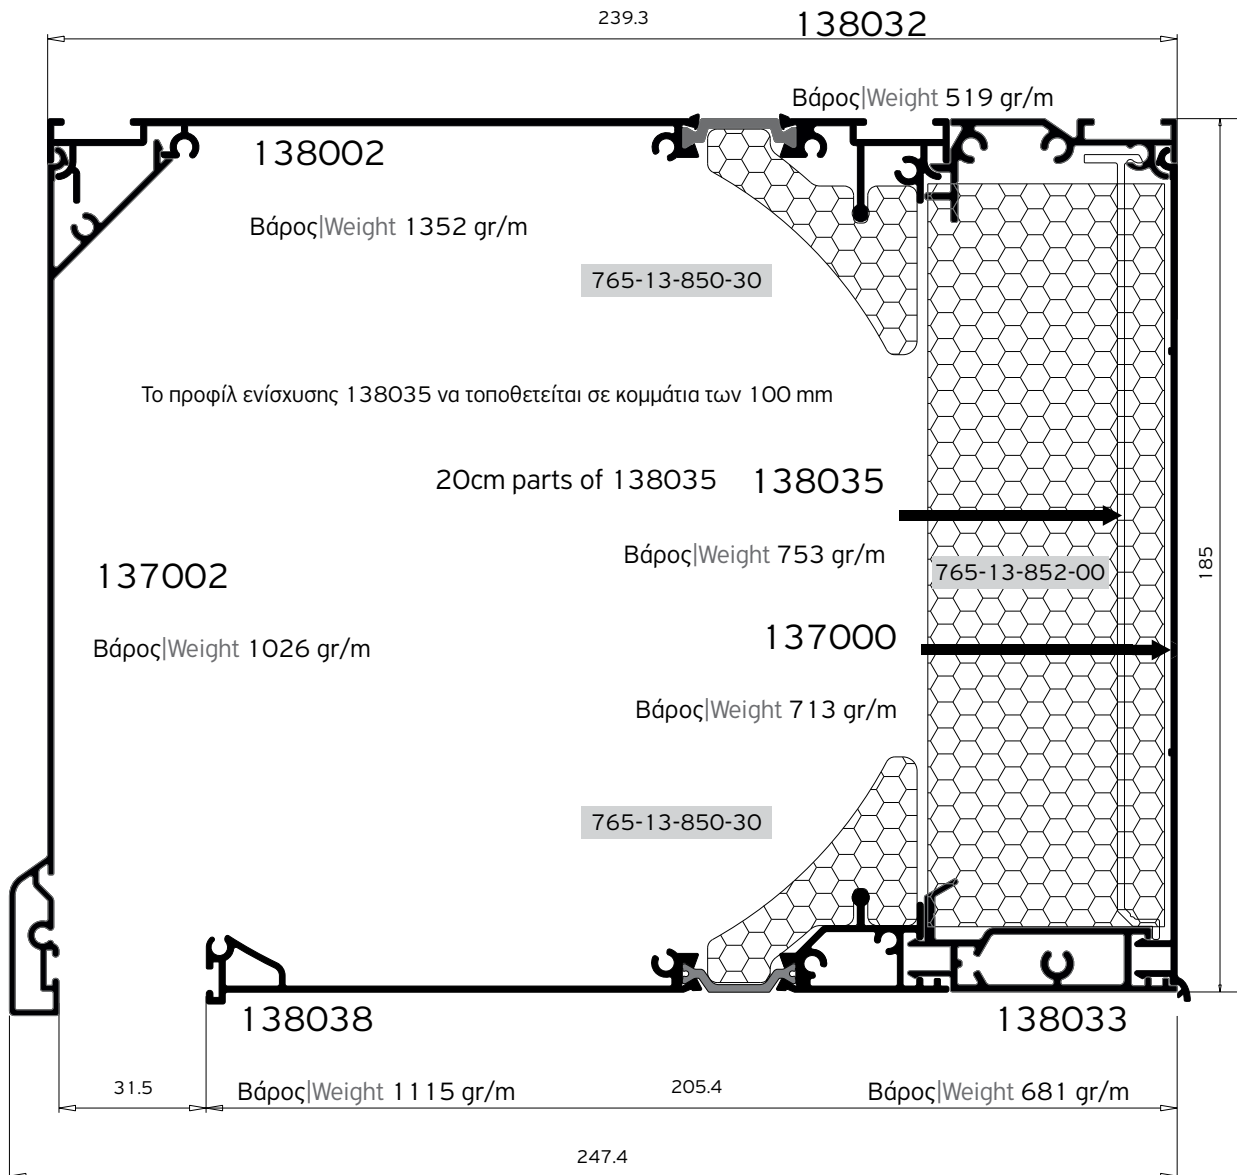 239.3
138032
Βάρος|Weight 519 gr/m
138002
Βάρος|Weight 1352 gr/m
765-13-850-30
Το προφίλ ενίσχυσης 138035 να τοποθετείται σε κομμάτια των 100 mm
20cm parts of 138035
138035
Βάρος|Weight 753 gr/m
185
137002
765-13-852-00
Βάρος|Weight 1026 gr/m
137000
Βάρος|Weight 713 gr/m
765-13-850-30
138038
138033
31.5
Βάρος|Weight 1115 gr/m
205.4
Βάρος|Weight 681 gr/m
247.4